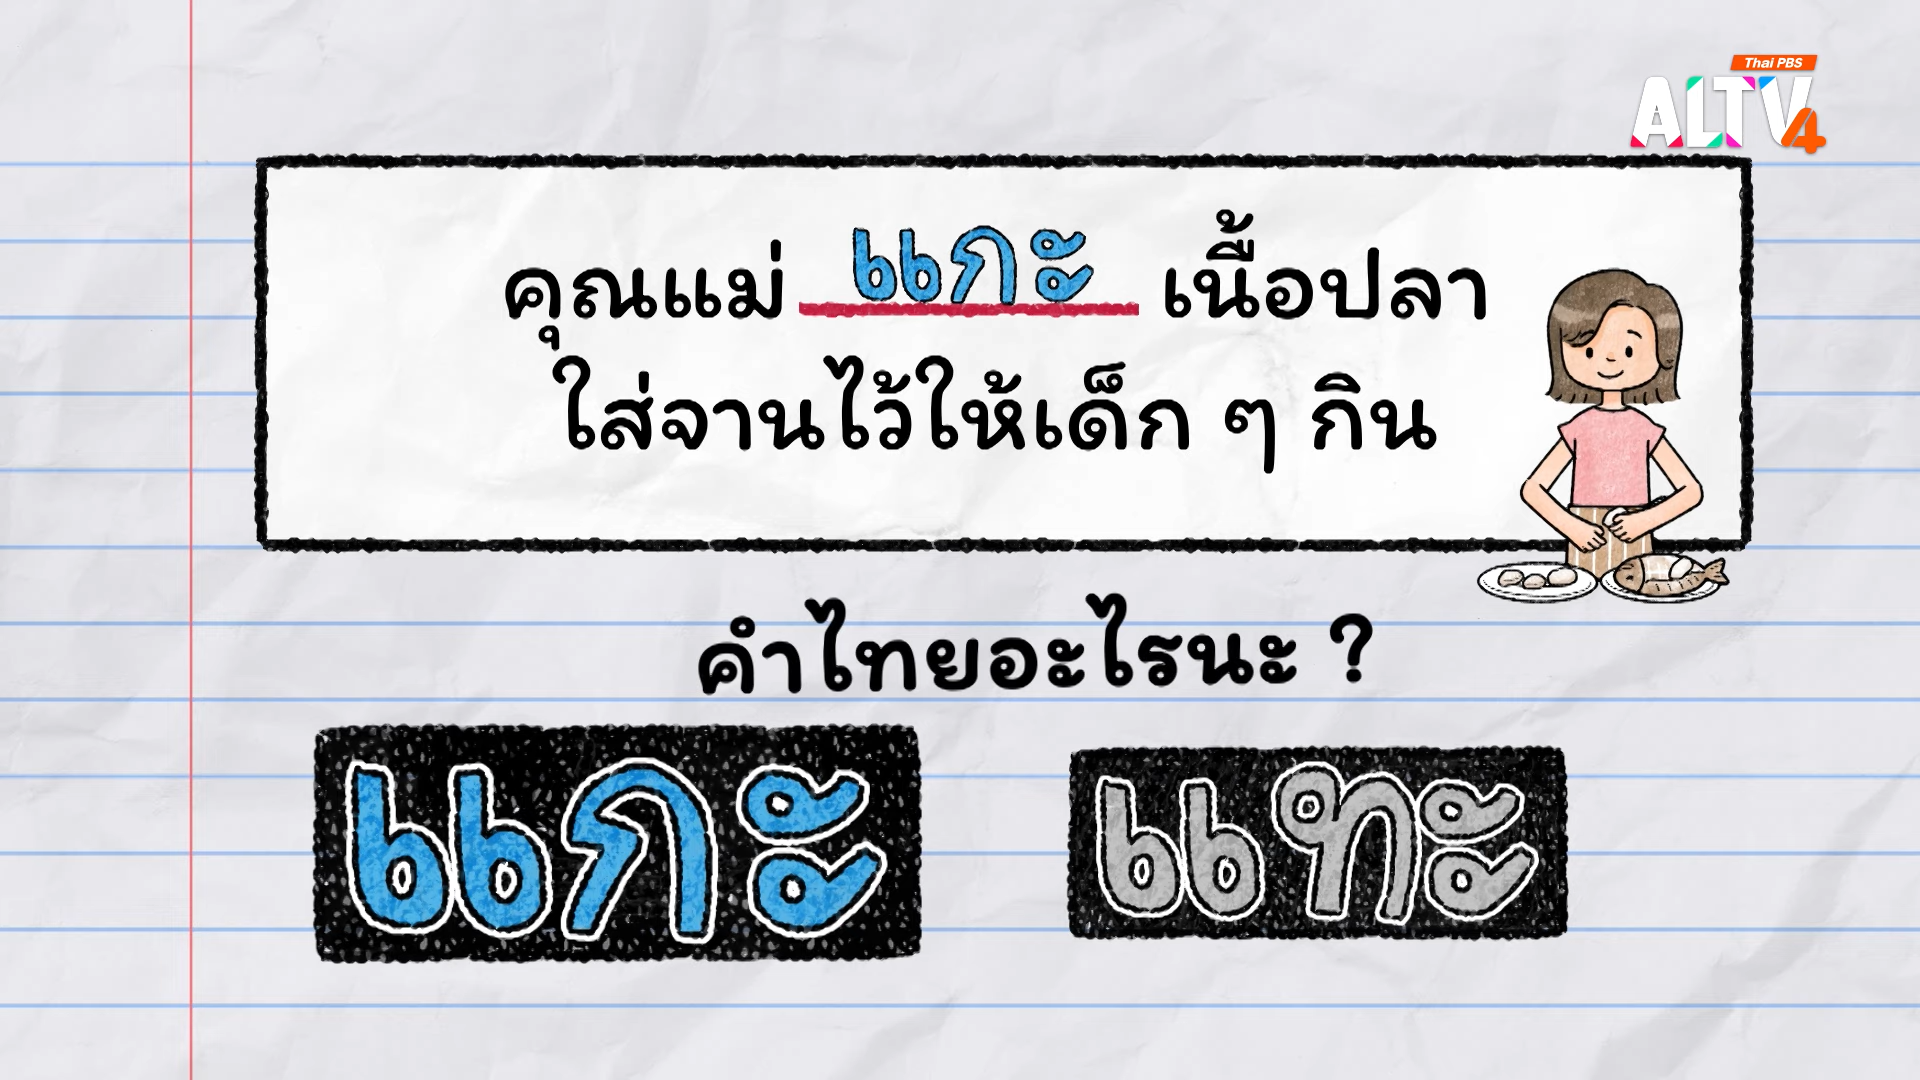 Thai PBS
ALTV4
คุณแม่ แกะ เนื้อปลา
ใส่จานไว้ให้เด็ก ๆ กิน
คำไทยอะไรนะ ?
แกะ แทะ